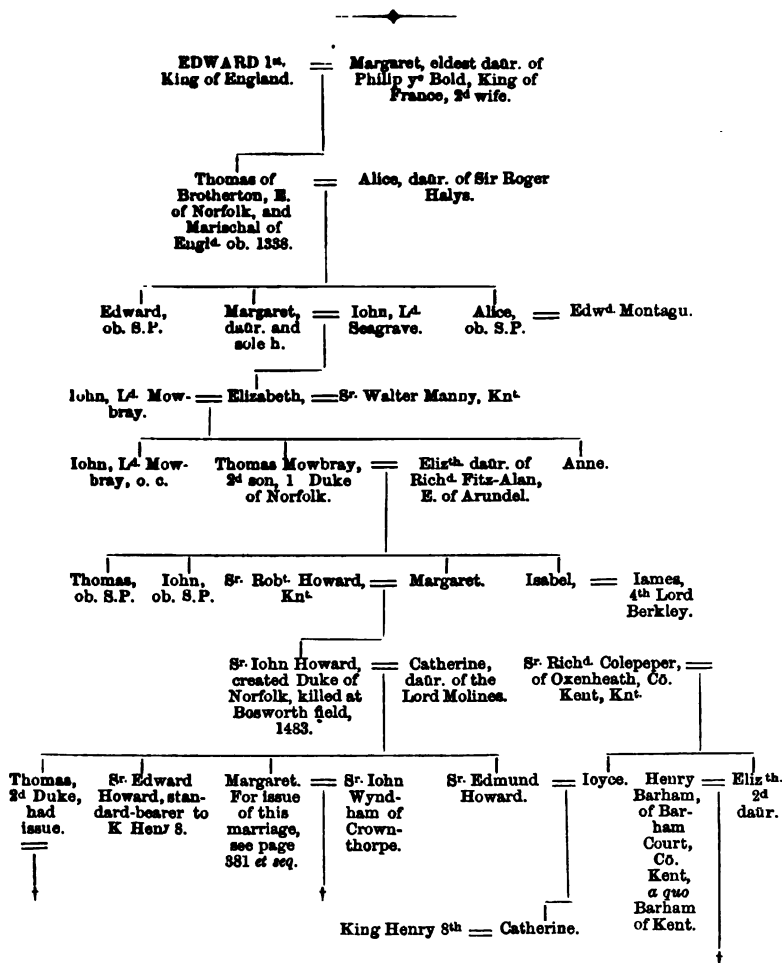 EDWARD 1st.
King of England.
Margaret, eldest daūr. of
Philip ye Bold, King of
France, 2d wife.
Thomas of
Brotherton, E.
of Norfolk, and
Marischal of
Engld. ob. 1338.
Alice, daūr. of Sir Roger
Halys.
Edward,
ob. S.P.
Margaret,
daūr. and
sole h.
Iohn, Ld.
Seagrave.
Alice,
ob. S.P.
Edwd. Montagu.
Iohn, Ld. Mow-
bray.
Elizabeth,
Sr. Walter Manny, Knt.
Iohn, Ld. Mow-
bray, o. c.
Thomas Mowbray,
2d son, 1 Duke
of Norfolk.
Elizth. daūr. of
Richd. Fitz-Alan,
E. of Arundel.
Anne.
Thomas,
ob. S.P.
Iohn,
ob. S.P.
Sr. Robt. Howard,
Knt.
Margaret.
Isabel,
Iames,
4th Lord
Berkley.
Sr. Iohn Howard,
created Duke of
Norfolk, killed at
Bosworth field,
1483.
Catherine,
daūr. of the
Lord Molines.
Sr. Richd. Colepeper,
of Oxenheath, Cō.
Kent, Knt.
Thomas,
2d Duke,
had
issue.
Sr. Edward
Howard, stan-
dard-bearer to
K Heny 8.
Margaret.
For issue
of this
marriage,
see page
381 et seq.
Sr. Iohn
Wynd-
ham of
Crown-
thorpe.
Sr. Edmund
Howard.
Ioyce.
Henry
Barham,
of Bar-
ham
Court,
Cō.
Kent,
a quo
Barham
of Kent.
Elizth.
2d
daūr.
King Henry 8th
Catherine.